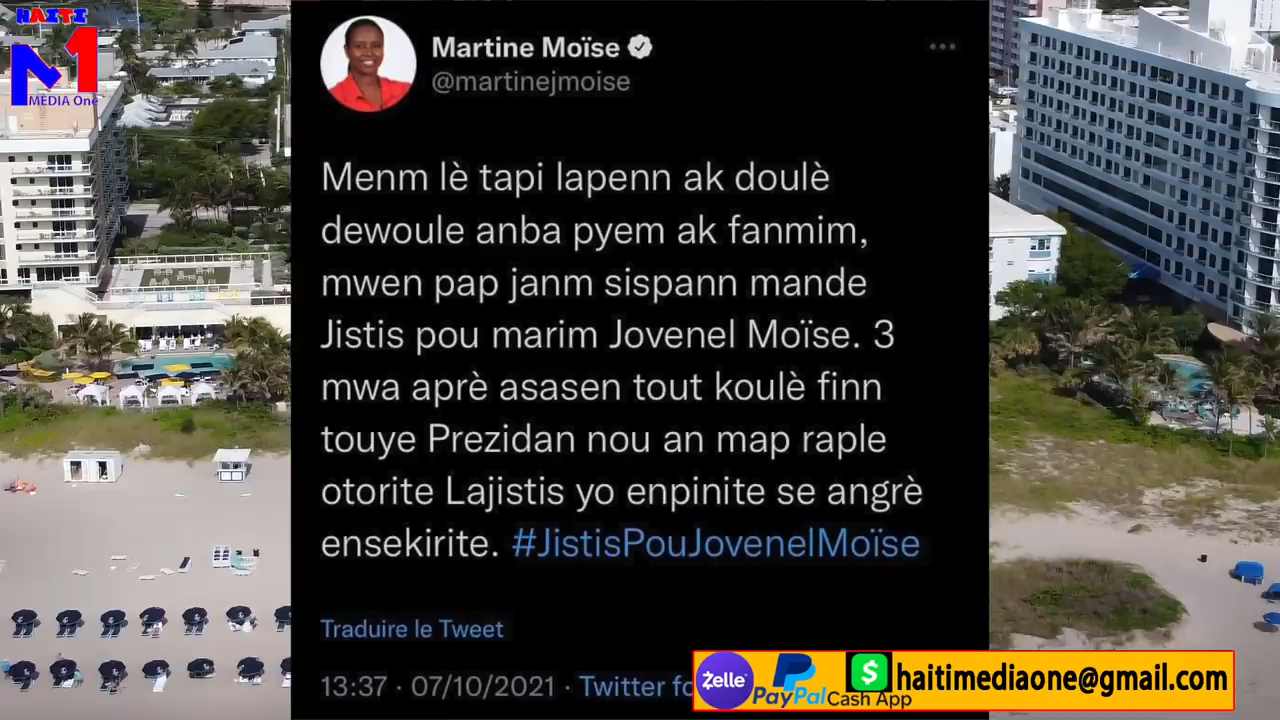 HAITI
M1
MEDIA One
Martine Moïse
@martinejmoise
Menm lè tapi lapenn ak doulè
dewoule anba pyem ak fanmim,
mwen pap janm sispann mande
Jistis pou marim Jovenel Moïse. 3
mwa aprè asasen tout koulè finn
touye Prezidan nou an map raple
otorite Lajistis yo enpinite se angrè
ensekirite. #JistisPouJovenelMoïse
Traduire le Tweet
13:37 · 07/10/2021 · Twitter fo
Zelle
PayPal
$
Cash App
haitimediaone@gmail.com